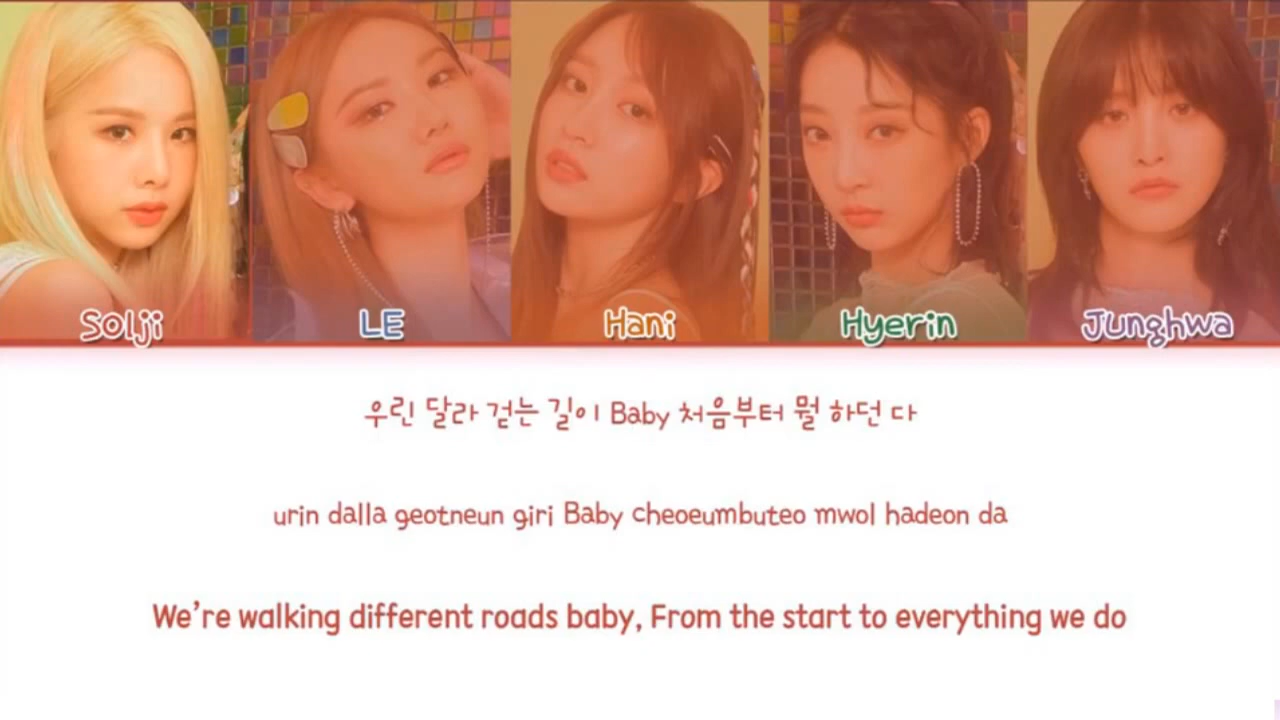 Solji LE Hani Hyerin Junghwa
우린 달라 걷는 길이 Baby 처음부터 뭘 하던 다
urin dalla geotneun giri Baby cheoeumbuteo mwol hadeon da
We're walking different roads baby, From the start to everything we do